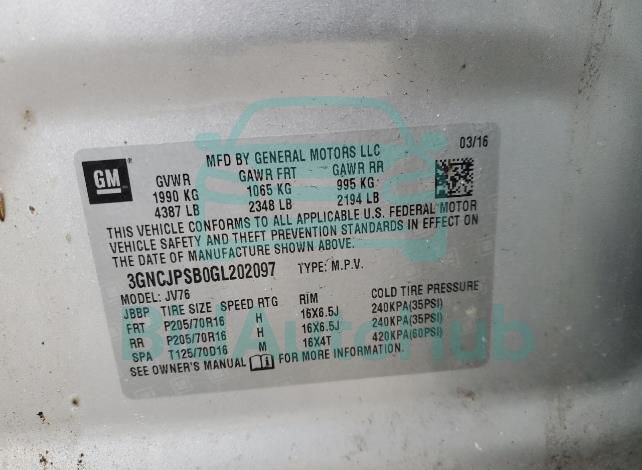 GM
MFD BY GENERAL MOTORS LLC 03/16
GVWR GAWR FRT GAWR RR
1990 KG 1065 KG 995 KG
4387 LB 2348 LB 2194 LB
THIS VEHICLE CONFORMS TO ALL APPLICABLE U.S. FEDERAL MOTOR
VEHICLE SAFETY AND THEFT PREVENTION STANDARDS IN EFFECT ON
THE DATE OF MANUFACTURE SHOWN ABOVE.
3GNCJPSB0GL202097 TYPE: M.P.V.
MODEL: JV76
JBBP TIRE SIZE SPEED RTG RIM COLD TIRE PRESSURE
FRT P205/70R16 H 16X6.5J 240KPA(35PSI)
RR P205/70R16 H 16X6.5J 240KPA(35PSI)
SPA T125/70D16 M 16X4T 420KPA(60PSI)
SEE OWNER'S MANUAL FOR MORE INFORMATION